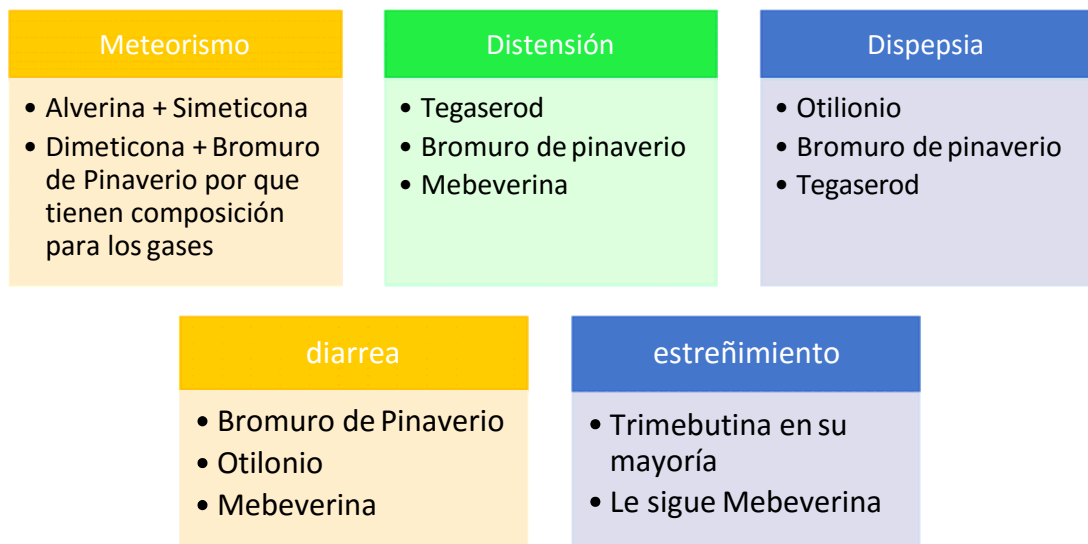 Meteorismo
• Alverina + Simeticona
• Dimeticona + Bromuro
de Pinaverio por que
tienen composición
para los gases
Distensión
• Tegaserod
• Bromuro de pinaverio
• Mebeverina
Dispepsia
• Otilionio
• Bromuro de pinaverio
• Tegaserod
diarrea
• Bromuro de Pinaverio
• Otilonio
• Mebeverina
estreñimiento
• Trimebutina en su
mayoría
• Le sigue Mebeverina